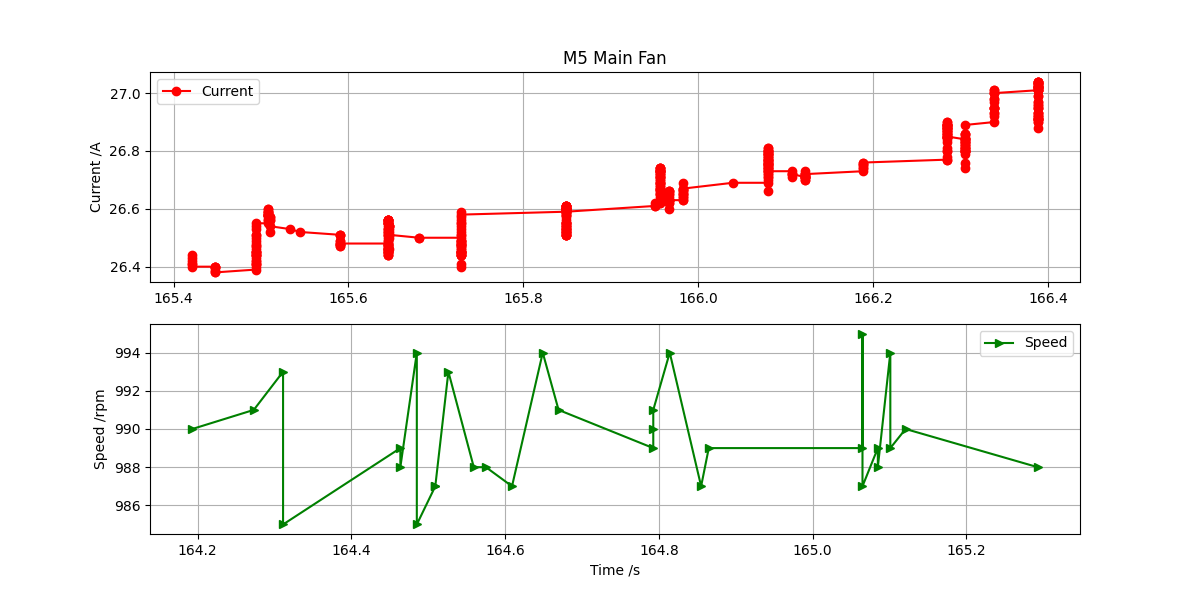 M5 Main Fan
Current /A
27.0
26.8
26.6
26.4
Current
165.4 165.6 165.8 166.0 166.2 166.4
Speed /rpm
994
992
990
988
986
Speed
164.2 164.4 164.6 164.8 165.0 165.2
Time /s